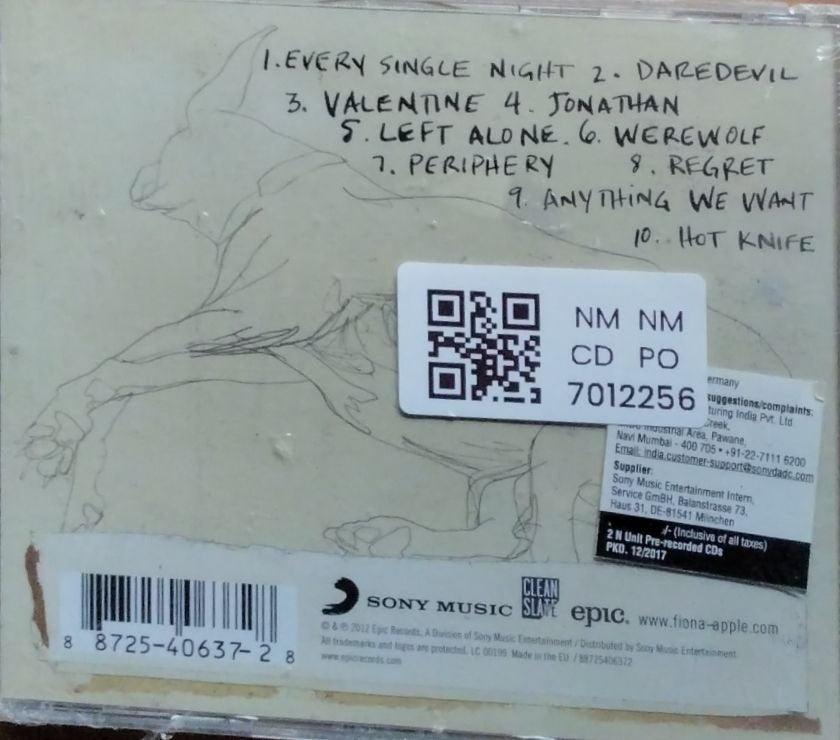 1. EVERY SINGLE NIGHT 2. DAREDEVIL
3. VALENTINE 4. JONATHAN
5. LEFT ALONE. 6. WEREWOLF
7. PERIPHERY 8. REGRET
9. ANYTHING WE WANT
10. HOT KNIFE
NM NM
CD PO
7012256
ermany
suggestions/complaints:
turing India Pvt. Ltd.
Creek,
Industrial Area, Pawane,
Navi Mumbai - 400 705 • +91-22-7111 6200
Email: india.customer-support@sonydadc.com
Supplier:
Sony Music Entertainment Intern.
Service GmBH, Balanstrasse 73,
Haus 31, DE-81541 München
/- (Inclusive of all taxes)
2 N Unit Pre-recorded CDs
PKD. 12/2017
8 8725-40637-2 8
SONY MUSIC CLEAN SLATE epic. www.fiona-apple.com
© & ℗ 2012 Epic Records, A Division of Sony Music Entertainment / Distributed by Sony Music Entertainment.
All trademarks and logos are protected. LC 00199. Made in the EU. / 88725406372
www.epicrecords.com